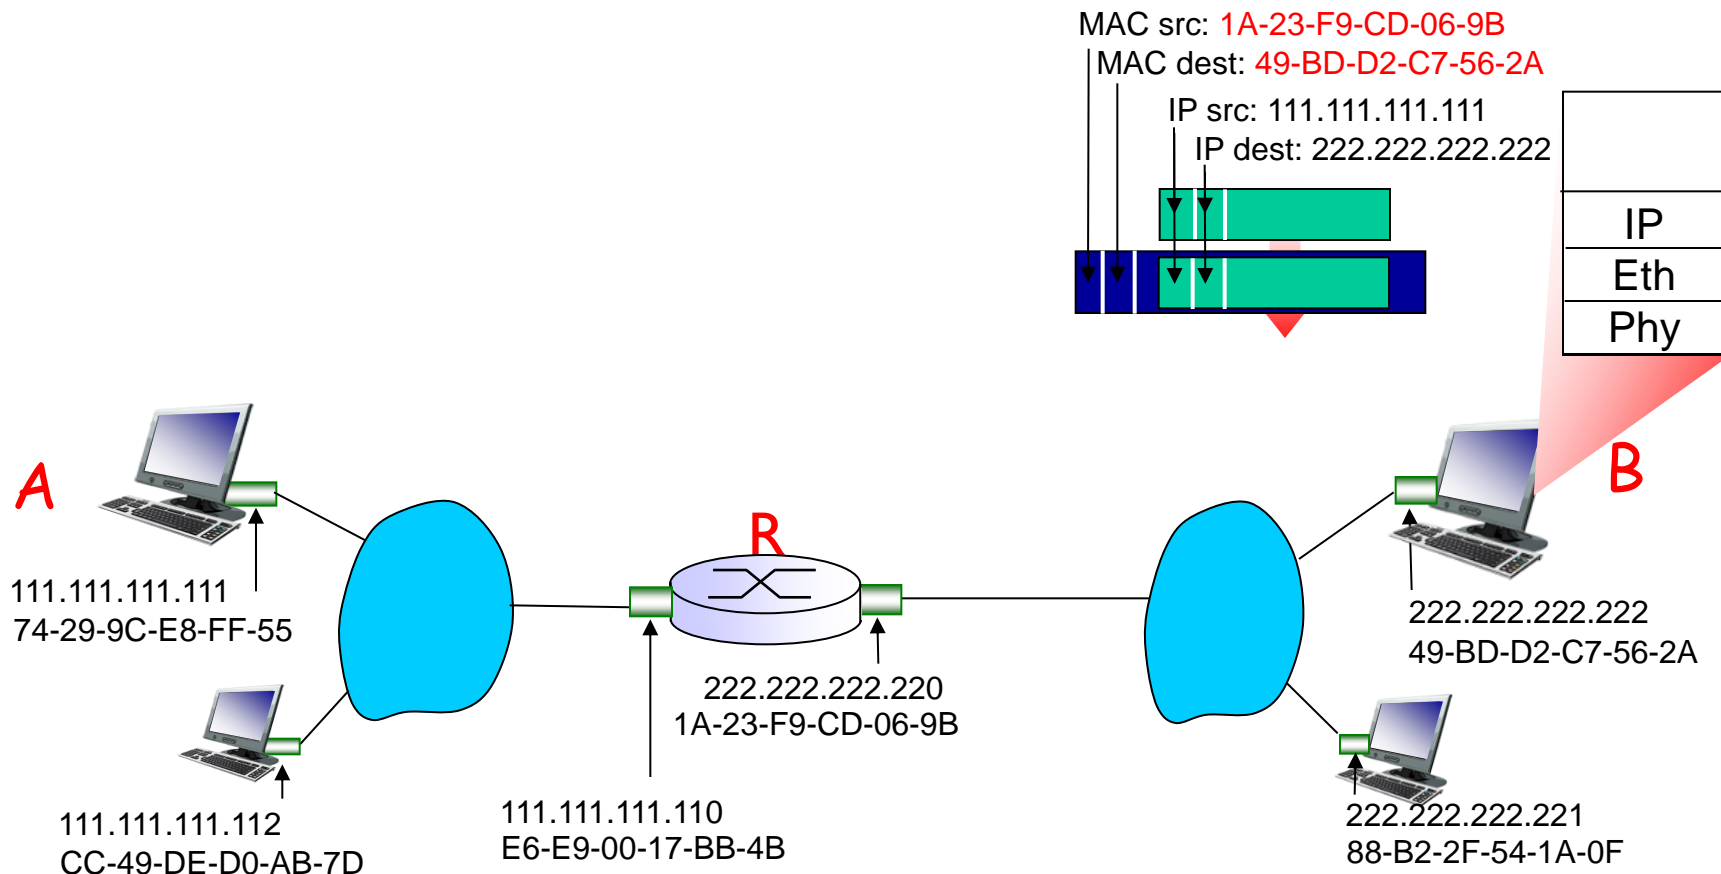 MAC src: 1A-23-F9-CD-06-9B
MAC dest: 49-BD-D2-C7-56-2A
IP src: 111.111.111.111
IP dest: 222.222.222.222
IP
Eth
Phy
A
R
B
111.111.111.111
74-29-9C-E8-FF-55
222.222.222.222
49-BD-D2-C7-56-2A
222.222.222.220
1A-23-F9-CD-06-9B
111.111.111.112
CC-49-DE-D0-AB-7D
111.111.111.110
E6-E9-00-17-BB-4B
222.222.222.221
88-B2-2F-54-1A-0F